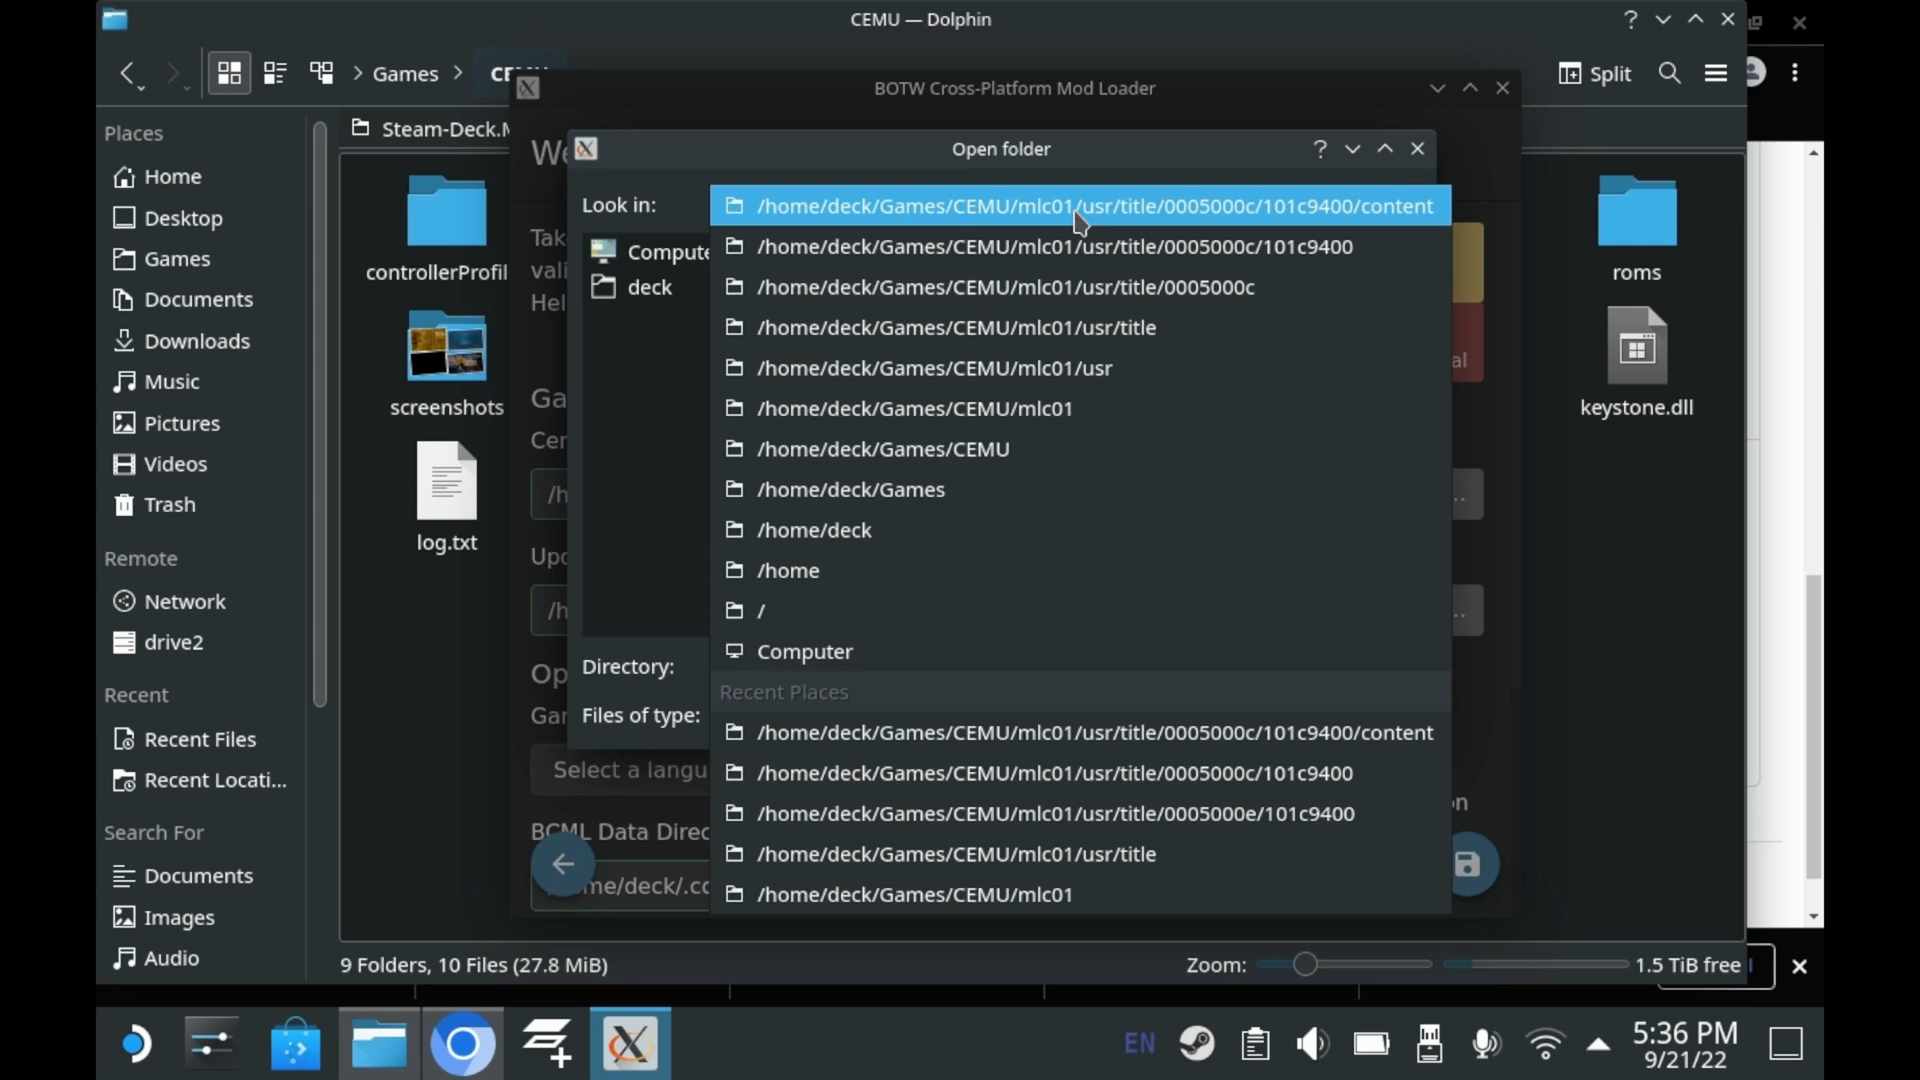 CEMU — Dolphin
Games
Split
BOTW Cross-Platform Mod Loader
Places
Home
Desktop
Games
Documents
Downloads
Music
Pictures
Videos
Trash
Remote
Network
drive2
Recent
Recent Files
Recent Locati...
Search For
Documents
Images
Audio
Steam-Deck.
controllerProfil
screenshots
log.txt
roms
keystone.dll
Open folder
Look in:
Compute
deck
Directory:
Files of type:
/home/deck/Games/CEMU/mlc01/usr/title/0005000c/101c9400/content
/home/deck/Games/CEMU/mlc01/usr/title/0005000c/101c9400
/home/deck/Games/CEMU/mlc01/usr/title/0005000c
/home/deck/Games/CEMU/mlc01/usr/title
/home/deck/Games/CEMU/mlc01/usr
/home/deck/Games/CEMU/mlc01
/home/deck/Games/CEMU
/home/deck/Games
/home/deck
/home
/
Computer
Recent Places
/home/deck/Games/CEMU/mlc01/usr/title/0005000c/101c9400/content
/home/deck/Games/CEMU/mlc01/usr/title/0005000c/101c9400
/home/deck/Games/CEMU/mlc01/usr/title/0005000e/101c9400
/home/deck/Games/CEMU/mlc01/usr/title
/home/deck/Games/CEMU/mlc01
Select a langu
BCML Data Direc
me/deck/.cc
9 Folders, 10 Files (27.8 MiB)
Zoom:
1.5 TiB free
EN
5:36 PM
9/21/22